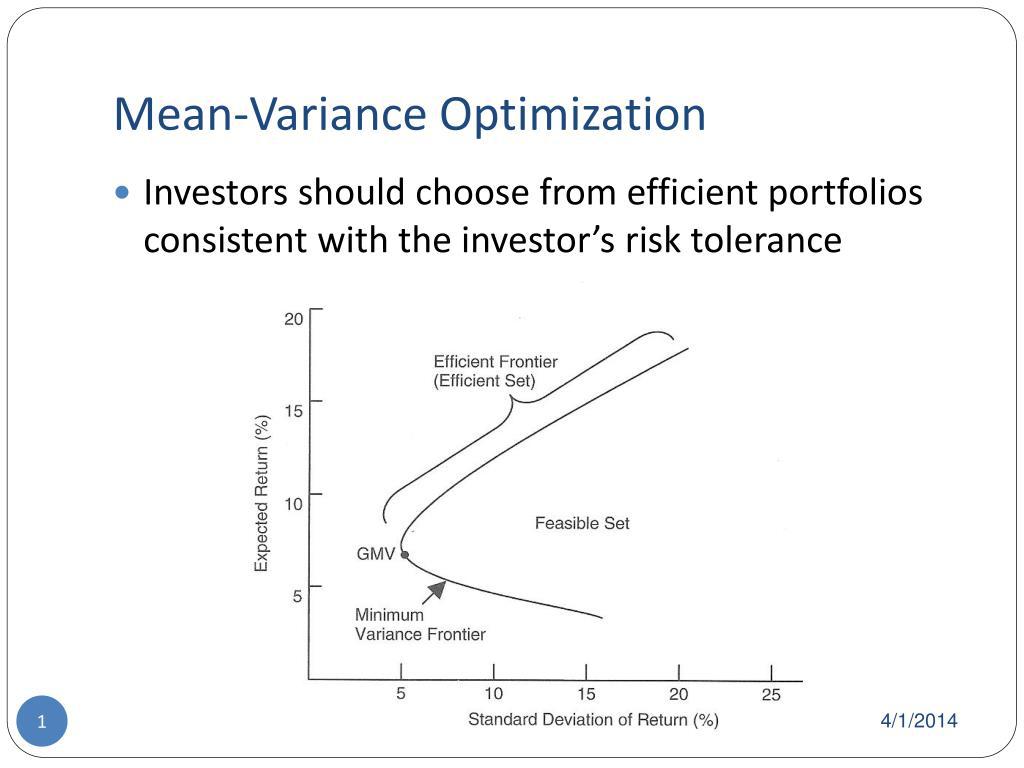 Mean-Variance Optimization
• Investors should choose from efficient portfolios
consistent with the investor’s risk tolerance
20
15
10
5
Expected Return (%)
Efficient Frontier
(Efficient Set)
Feasible Set
GMV
Minimum
Variance Frontier
5 10 15 20 25
Standard Deviation of Return (%)
1
4/1/2014